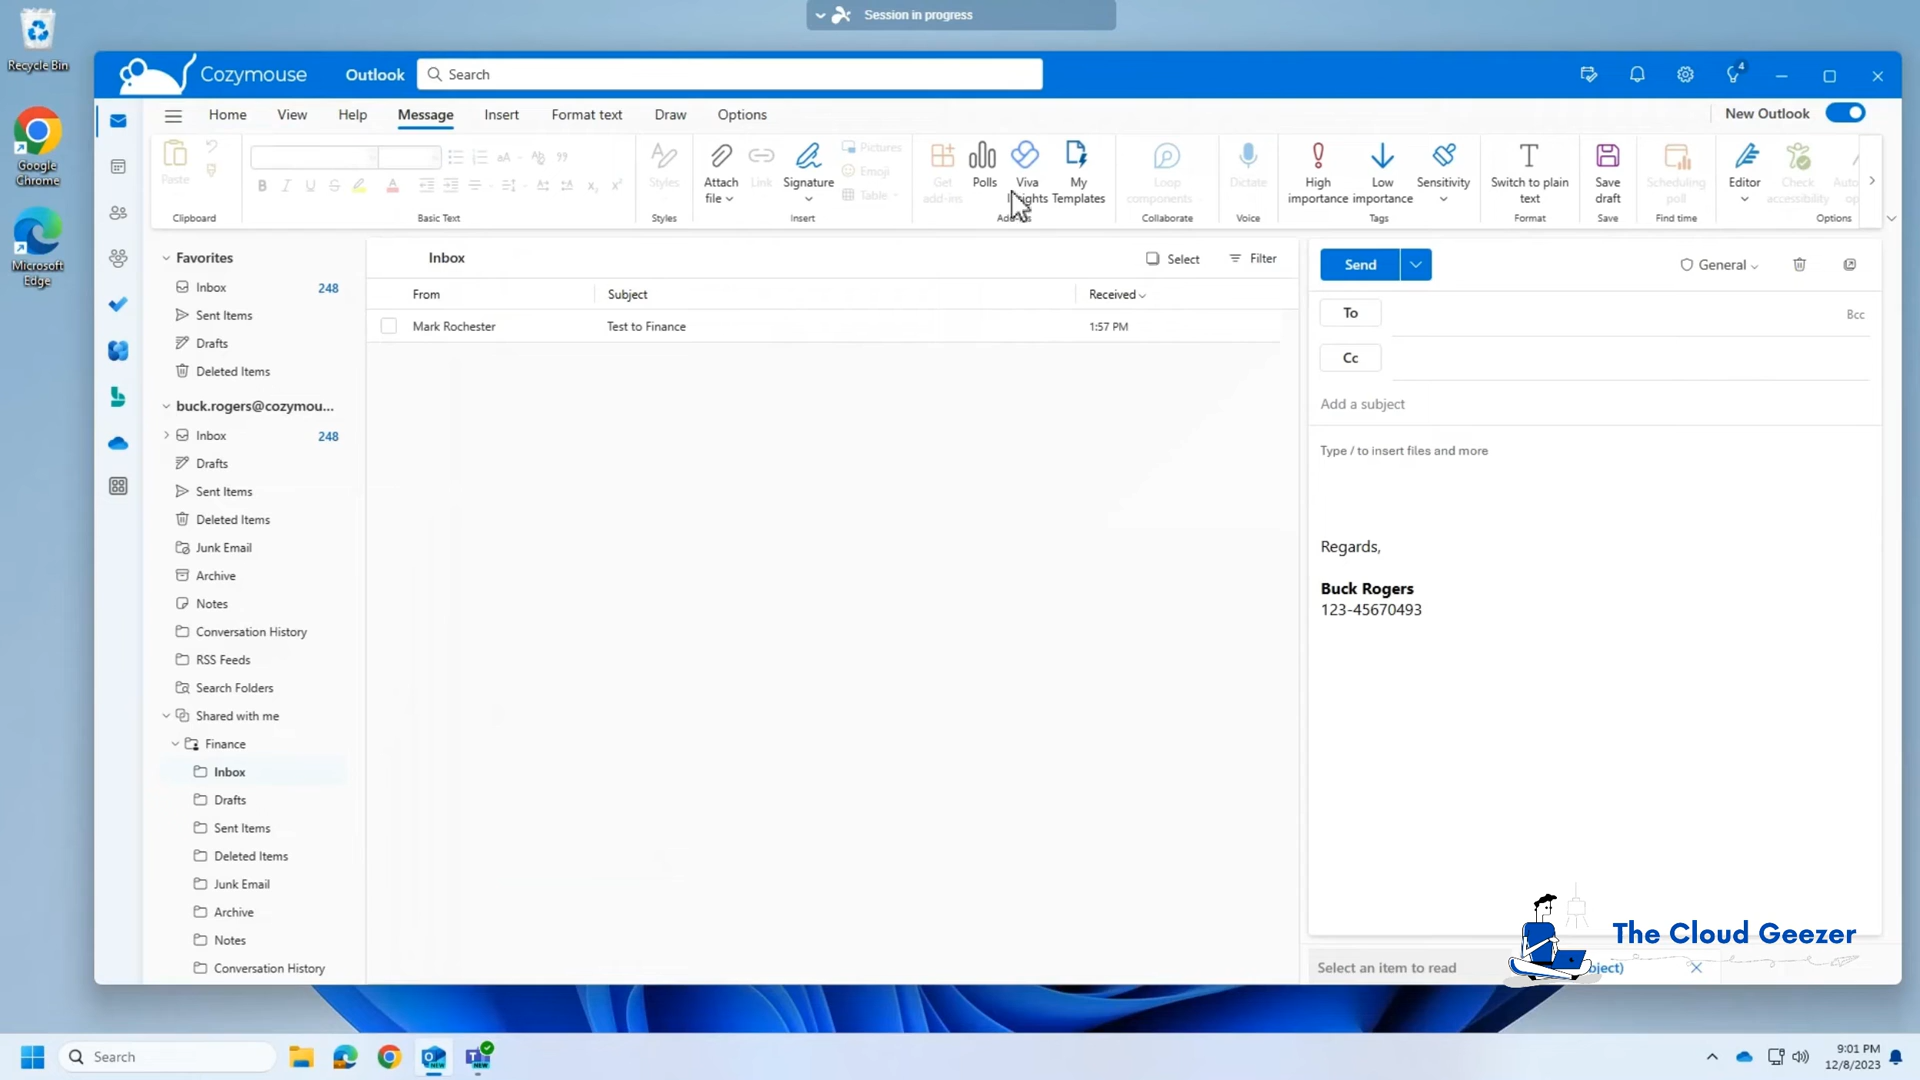 Session in progress
Recycle Bin
Google Chrome
Microsoft Edge
Cozymouse
Outlook
Search
4
Home
View
Help
Message
Insert
Format text
Draw
Options
New Outlook
Paste
Clipboard
Basic Text
Styles
Styles
Attach file
Link
Signature
Pictures
Emoji
Table
Insert
Get add-ins
Polls
Viva
My Templates
Loop components
Collaborate
Dictate
Voice
High importance
Low importance
Sensitivity
Tags
Switch to plain text
Format
Save draft
Save
Scheduling poll
Find time
Editor
Check accessibility
Options
Favorites
Inbox 248
Sent Items
Drafts
Deleted Items
buck.rogers@cozymou...
Inbox 248
Drafts
Sent Items
Deleted Items
Junk Email
Archive
Notes
Conversation History
RSS Feeds
Search Folders
Shared with me
Finance
Inbox
Drafts
Sent Items
Deleted Items
Junk Email
Archive
Notes
Conversation History
Inbox
Select
Filter
From
Subject
Received
Mark Rochester
Test to Finance
1:57 PM
Send
General
To
Bcc
Cc
Add a subject
Type / to insert files and more
Regards,
Buck Rogers
123-45670493
The Cloud Geezer
Select an item to read
Search
9:01 PM
12/8/2023